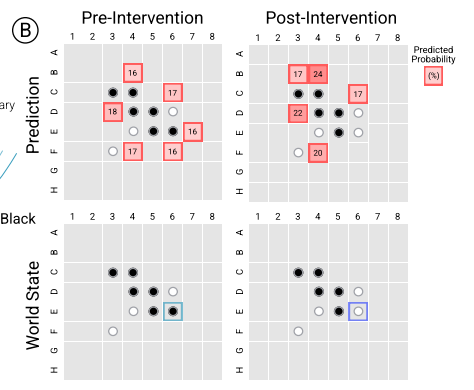 B
Pre-Intervention
Post-Intervention
1 2 3 4 5 6 7 8
1 2 3 4 5 6 7 8
Predicted
Probability
(%)
ary
Prediction
A
B
C
D
E
F
G
H
16
17
18
16
17
16
A
B
C
D
E
F
G
H
17
24
17
22
20
Black
1 2 3 4 5 6 7 8
1 2 3 4 5 6 7 8
World State
A
B
C
D
E
F
G
H
A
B
C
D
E
F
G
H